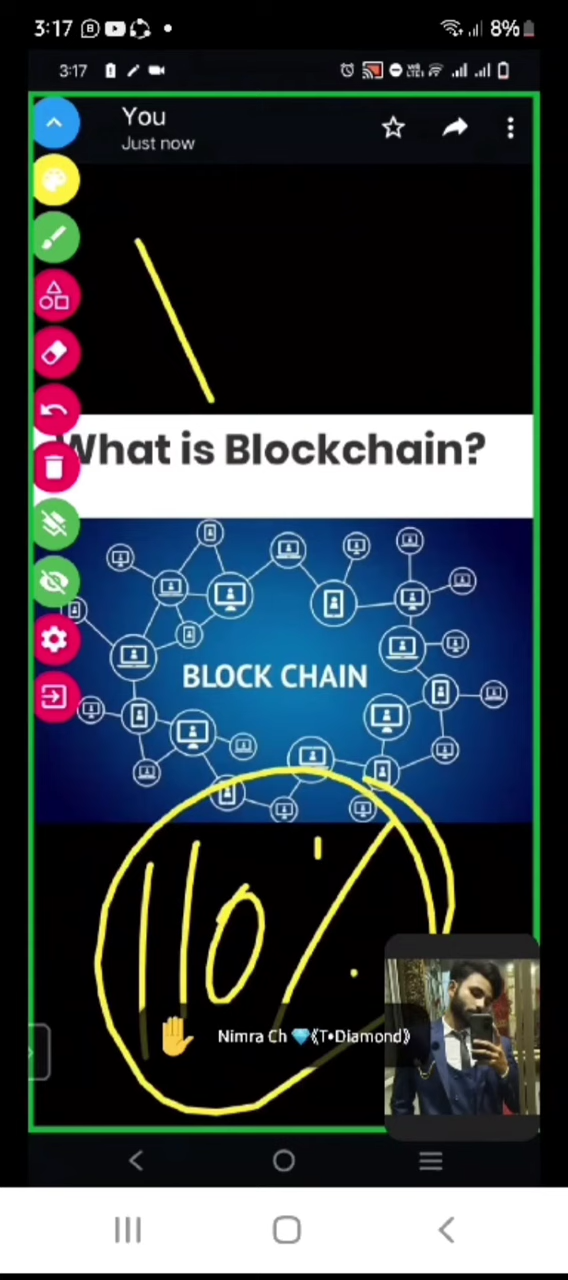 3:17 8%
3:17
You
Just now
What is Blockchain?
BLOCK CHAIN
110%
Nimra Ch 💎《T•Diamond》